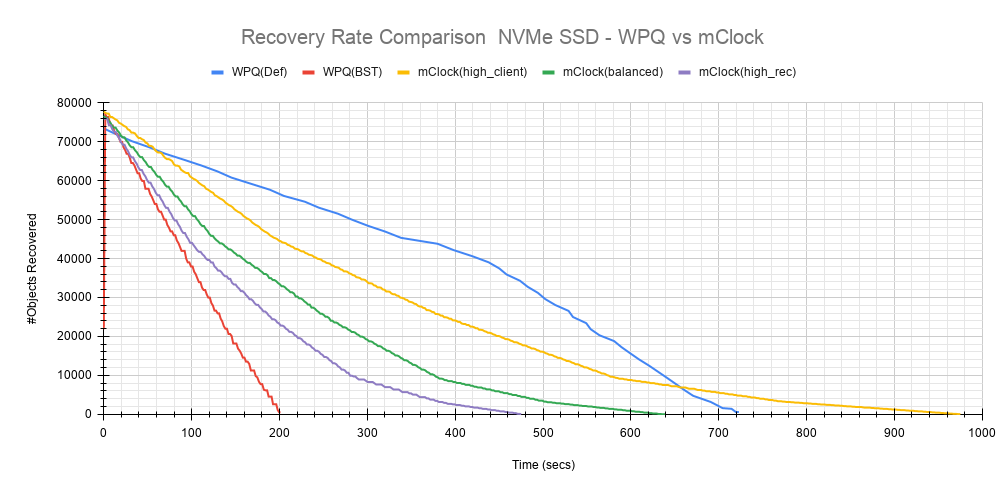 Recovery Rate Comparison  NVMe SSD - WPQ vs mClock
WPQ(Def) WPQ(BST) mClock(high_client) mClock(balanced) mClock(high_rec)
#Objects Recovered
80000
70000
60000
50000
40000
30000
20000
10000
0
0 100 200 300 400 500 600 700 800 900 1000
Time (secs)